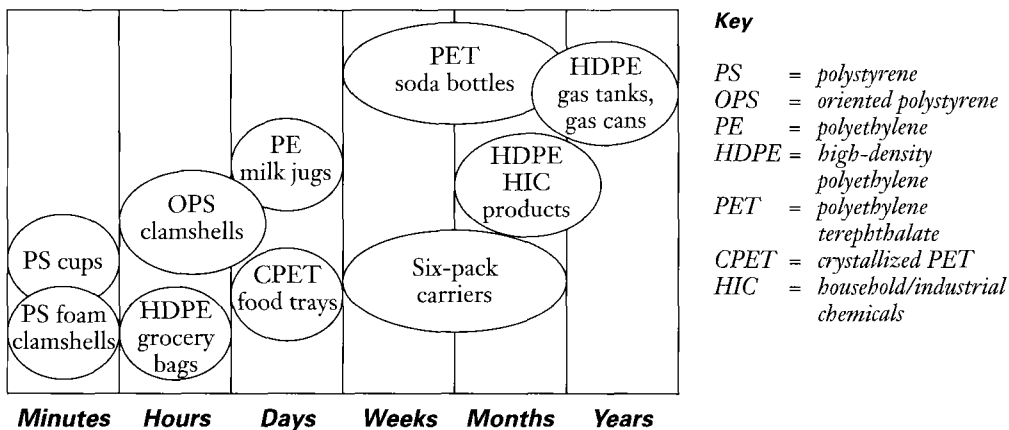 PET
soda bottles
HDPE
gas tanks,
gas cans
PE
milk jugs
HDPE
HIC
products
OPS
clamshells
PS cups
CPET
food trays
Six-pack
carriers
PS foam
clamshells
HDPE
grocery
bags
Minutes Hours Days Weeks Months Years
Key
PS = polystyrene
OPS = oriented polystyrene
PE = polyethylene
HDPE = high-density
polyethylene
PET = polyethylene
terephthalate
CPET = crystallized PET
HIC = household/industrial
chemicals